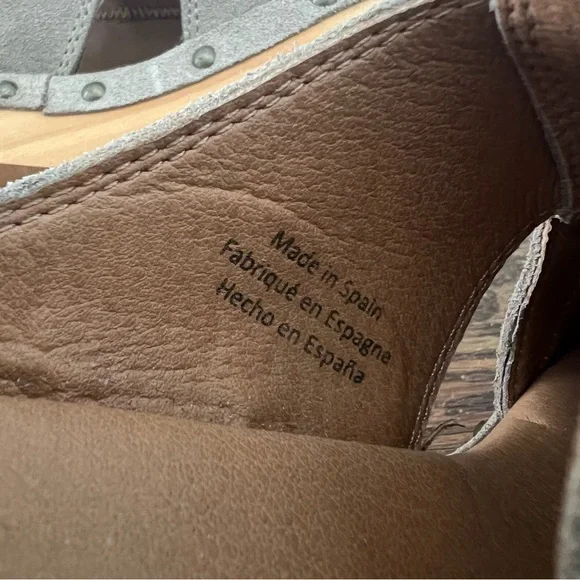 Made in Spain
Fabriqué en Espagne
Hecho en España